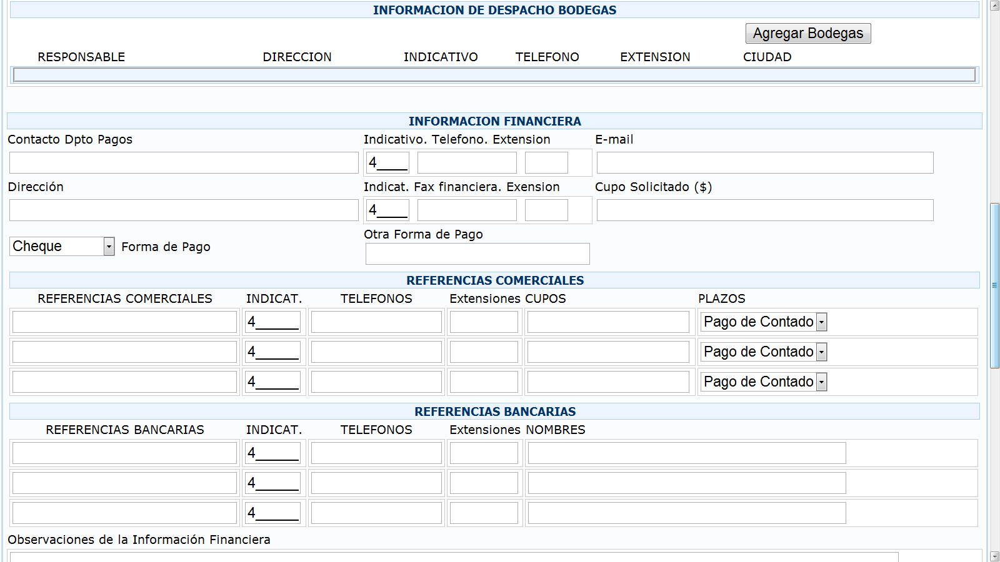 INFORMACION DE DESPACHO BODEGAS
Agregar Bodegas
RESPONSABLE DIRECCION INDICATIVO TELEFONO EXTENSION CIUDAD
INFORMACION FINANCIERA
Contacto Dpto Pagos Indicativo. Telefono. Extension E-mail
4____
Dirección Indicat. Fax financiera. Exension Cupo Solicitado ($)
4____
Otra Forma de Pago
Cheque Forma de Pago
REFERENCIAS COMERCIALES
REFERENCIAS COMERCIALES INDICAT. TELEFONOS Extensiones CUPOS PLAZOS
4______ Pago de Contado
4______ Pago de Contado
4______ Pago de Contado
REFERENCIAS BANCARIAS
REFERENCIAS BANCARIAS INDICAT. TELEFONOS Extensiones NOMBRES
4______
4______
4______
Observaciones de la Información Financiera